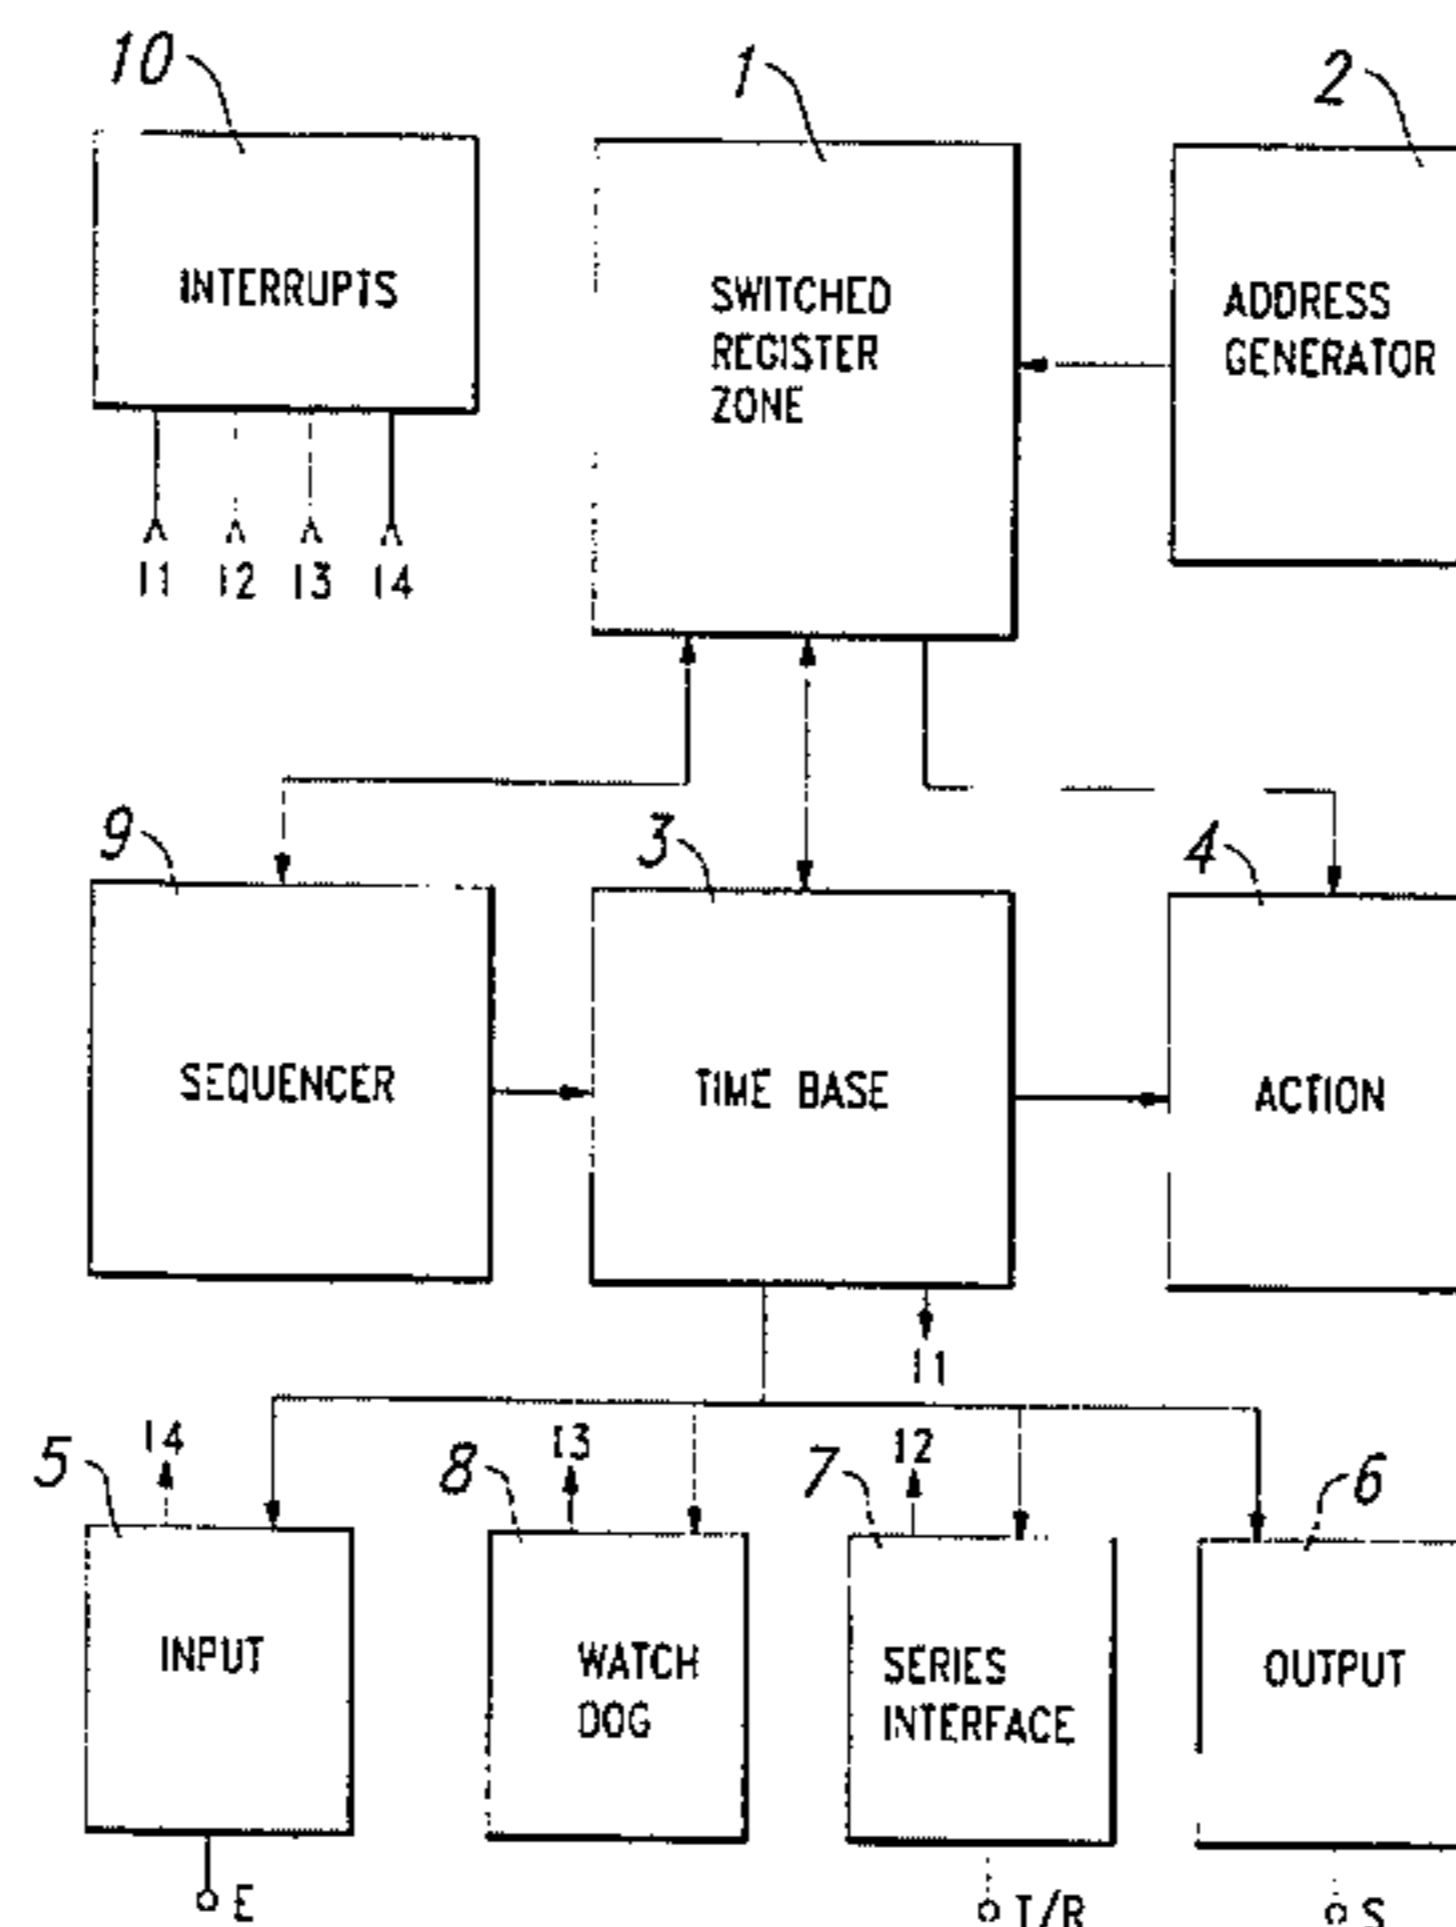 10
1
2
INTERRUPTS
SWITCHED
REGISTER
ZONE
ADDRESS
GENERATOR
I1 I2 I3 I4
9
3
4
SEQUENCER
TIME BASE
ACTION
I1
5
I4
8
I3
7
I2
6
INPUT
WATCH
DOG
SERIES
INTERFACE
OUTPUT
E
T/R
S